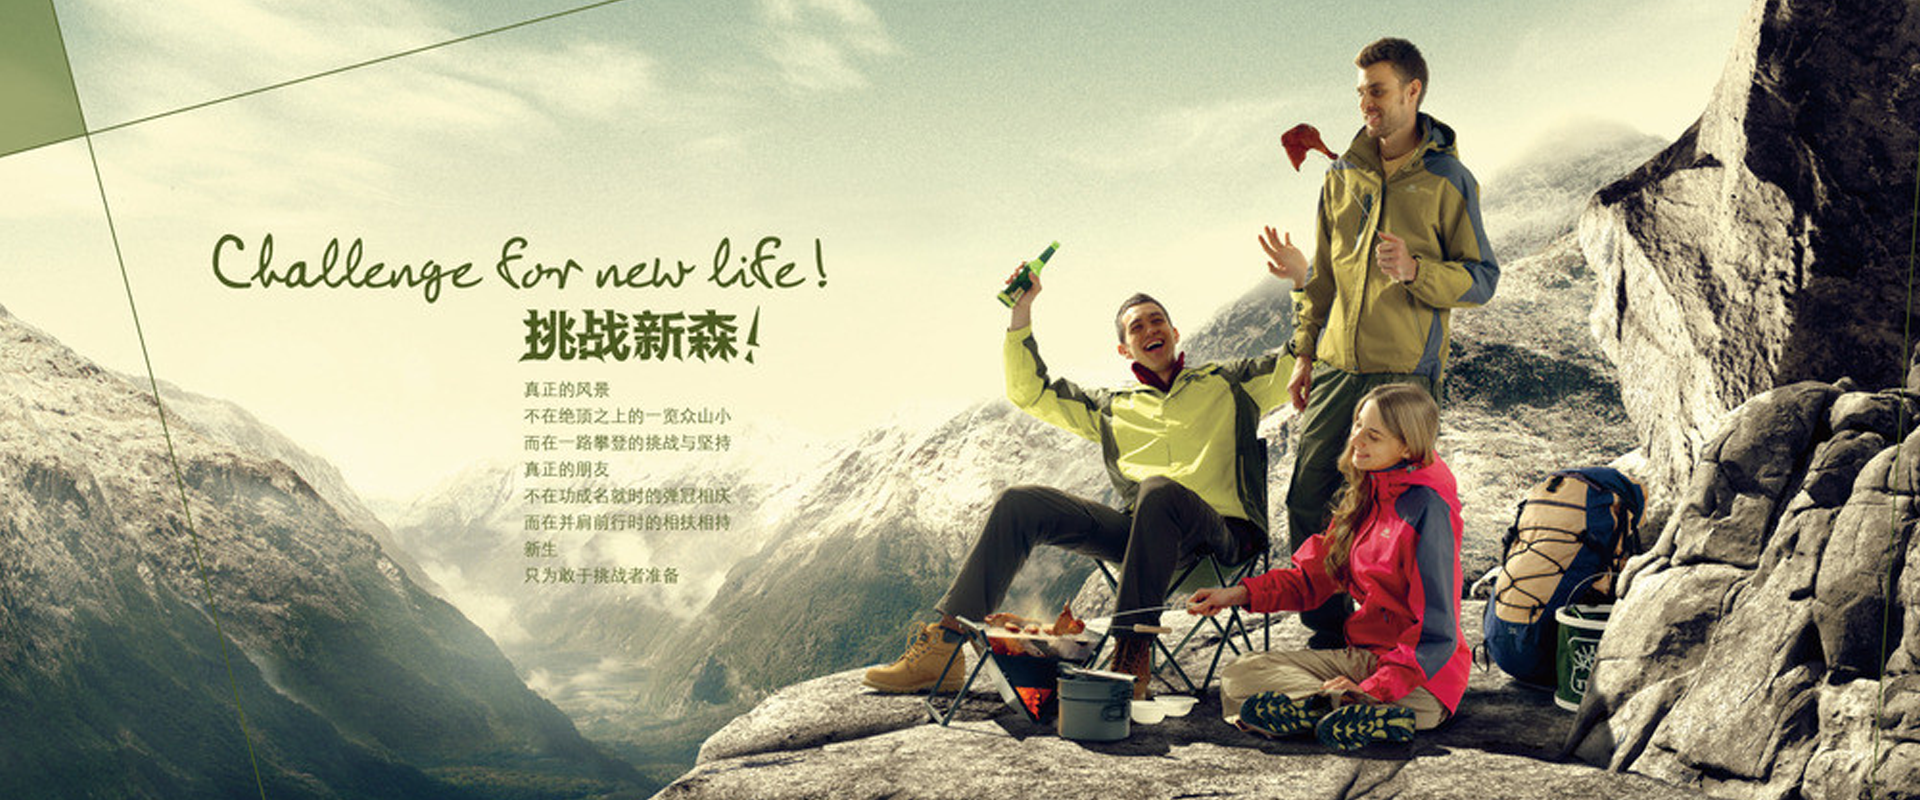 Challenge for new life!
挑战新森!
真正的风景
不在绝顶之上的一览众山小
而在一路攀登的挑战与坚持
真正的朋友
不在功成名就时的弹冠相庆
而在并肩前行时的相扶相持
新生
只为敢于挑战者准备